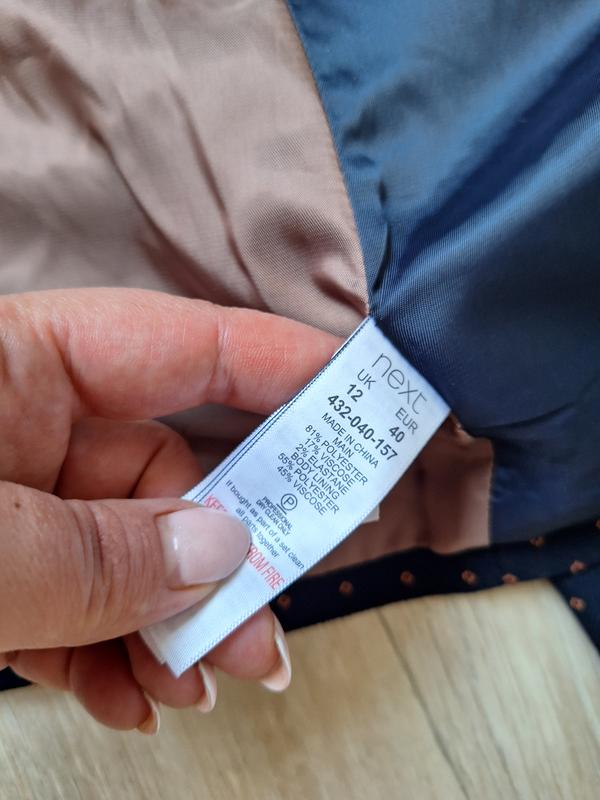 next
UK EUR
12 40
432-040-157
MADE IN CHINA
MAIN
81% POLYESTER
17% VISCOSE
2% ELASTANE
BODY LINING
55% POLYESTER
45% VISCOSE
P
PROFESSIONAL
DRY CLEAN ONLY
If bought as part of a set clean
all parts together
FROM FIRE